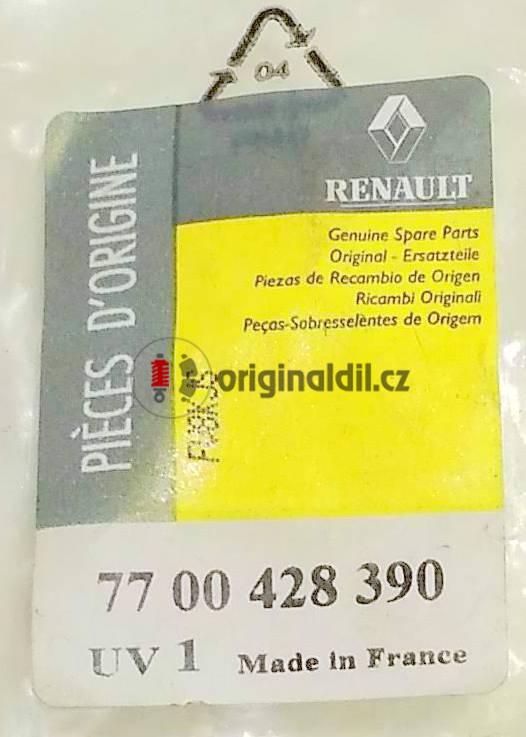 04
PIÈCES D'ORIGINE
RENAULT
Genuine Spare Parts
Original - Ersatzteile
Piezas de Recambio de Origen
Ricambi Originali
Peças-Sobresselentes de Origem
originaldil.cz
77 00 428 390
UV 1 Made in France